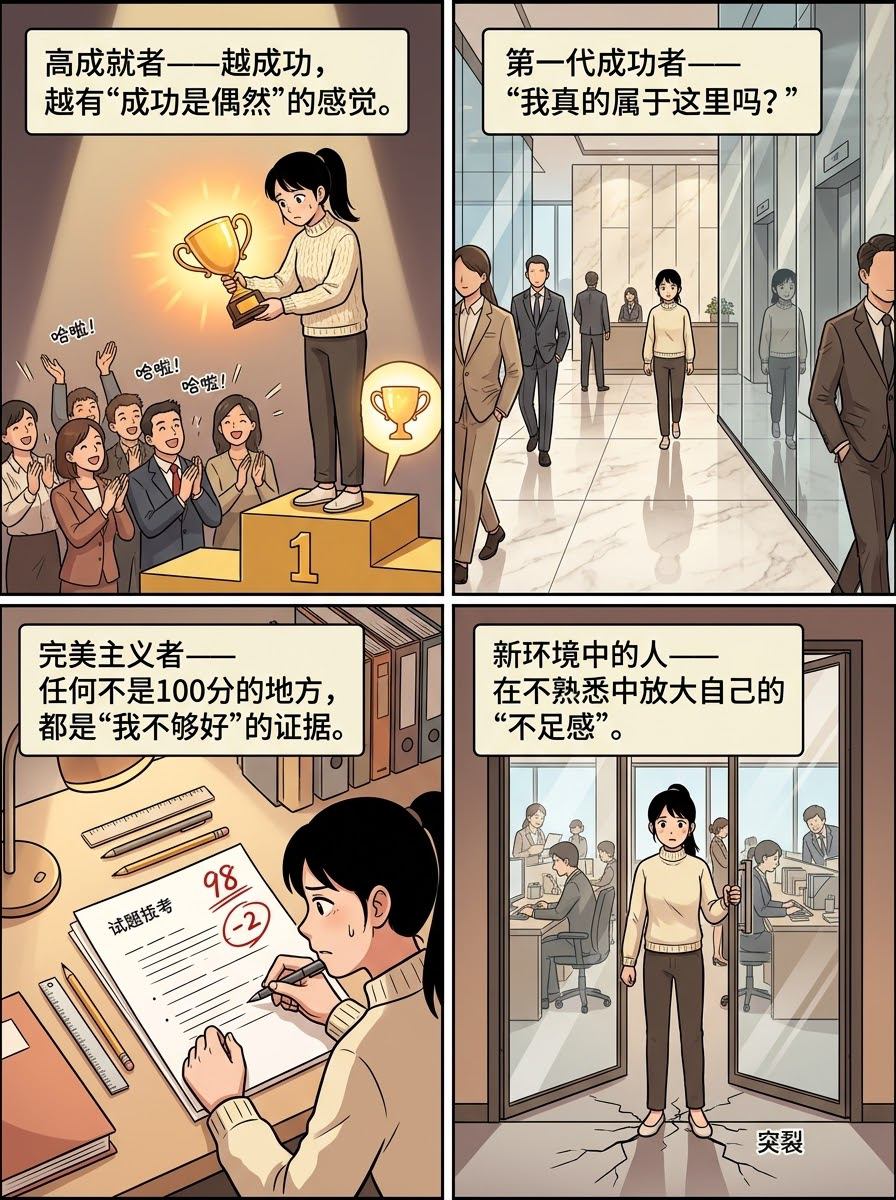 高成就者——越成功，
越有“成功是偶然”的感觉。
哈啦！
哈啦！
哈啦！
1
第一代成功者——
“我真的属于这里吗？”
完美主义者——
任何不是100分的地方，
都是“我不够好”的证据。
98
-2
新环境中的人——
在不熟悉中放大自己的
“不足感”。
突裂